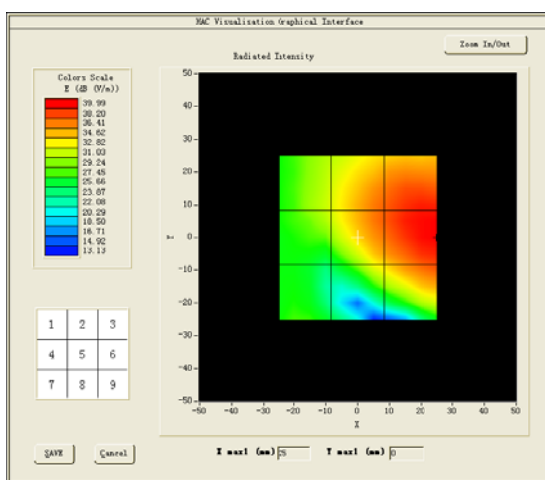 HAC Visualisation Graphical Interface
Zoom In/Out
Radiated Intensity
Colors Scale
E (dB (V/m))
39.99
38.20
36.41
34.62
32.82
31.03
29.24
27.45
25.66
23.87
22.08
20.29
18.50
16.71
14.92
13.13
50
40
30
20
10
Y
0
-10
-20
-30
-40
-50
-50 -40 -30 -20 -10 0 10 20 30 40 50
X
1 2 3
4 5 6
7 8 9
SAVE
Cancel
X max1 (mm) 25
Y max1 (mm) 0